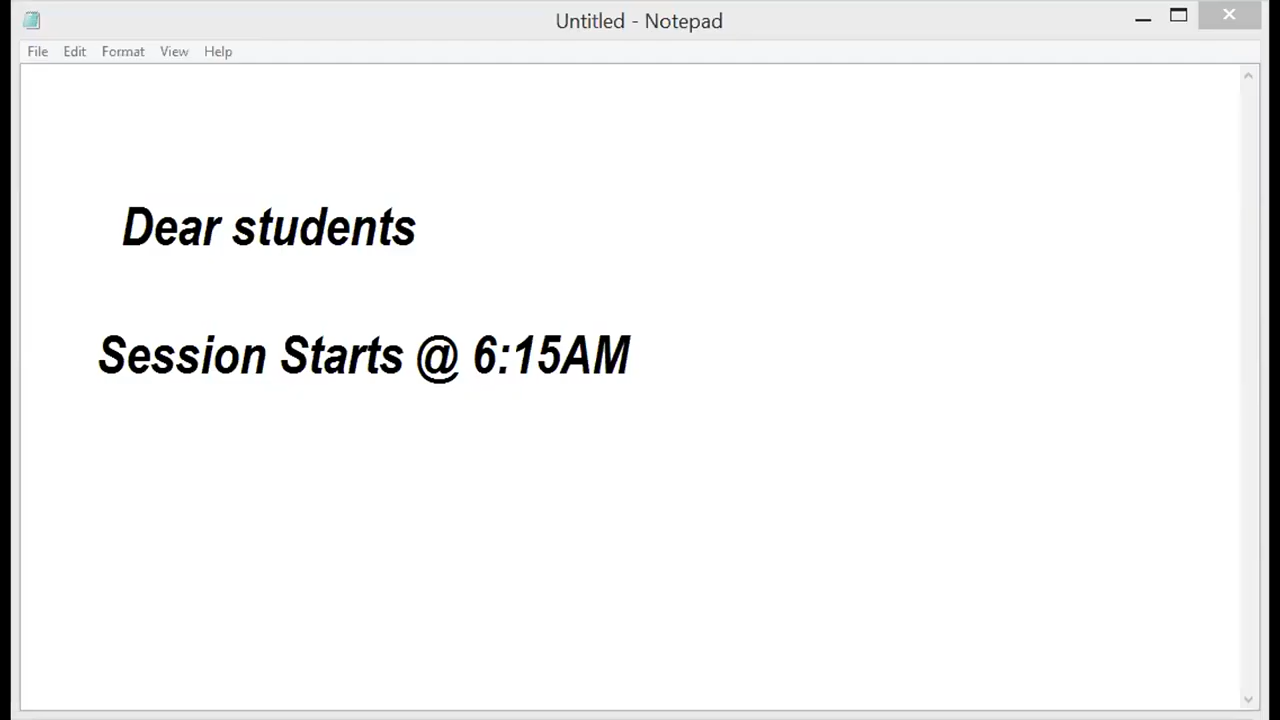 Untitled - Notepad
File Edit Format View Help
Dear students
Session Starts @ 6:15AM